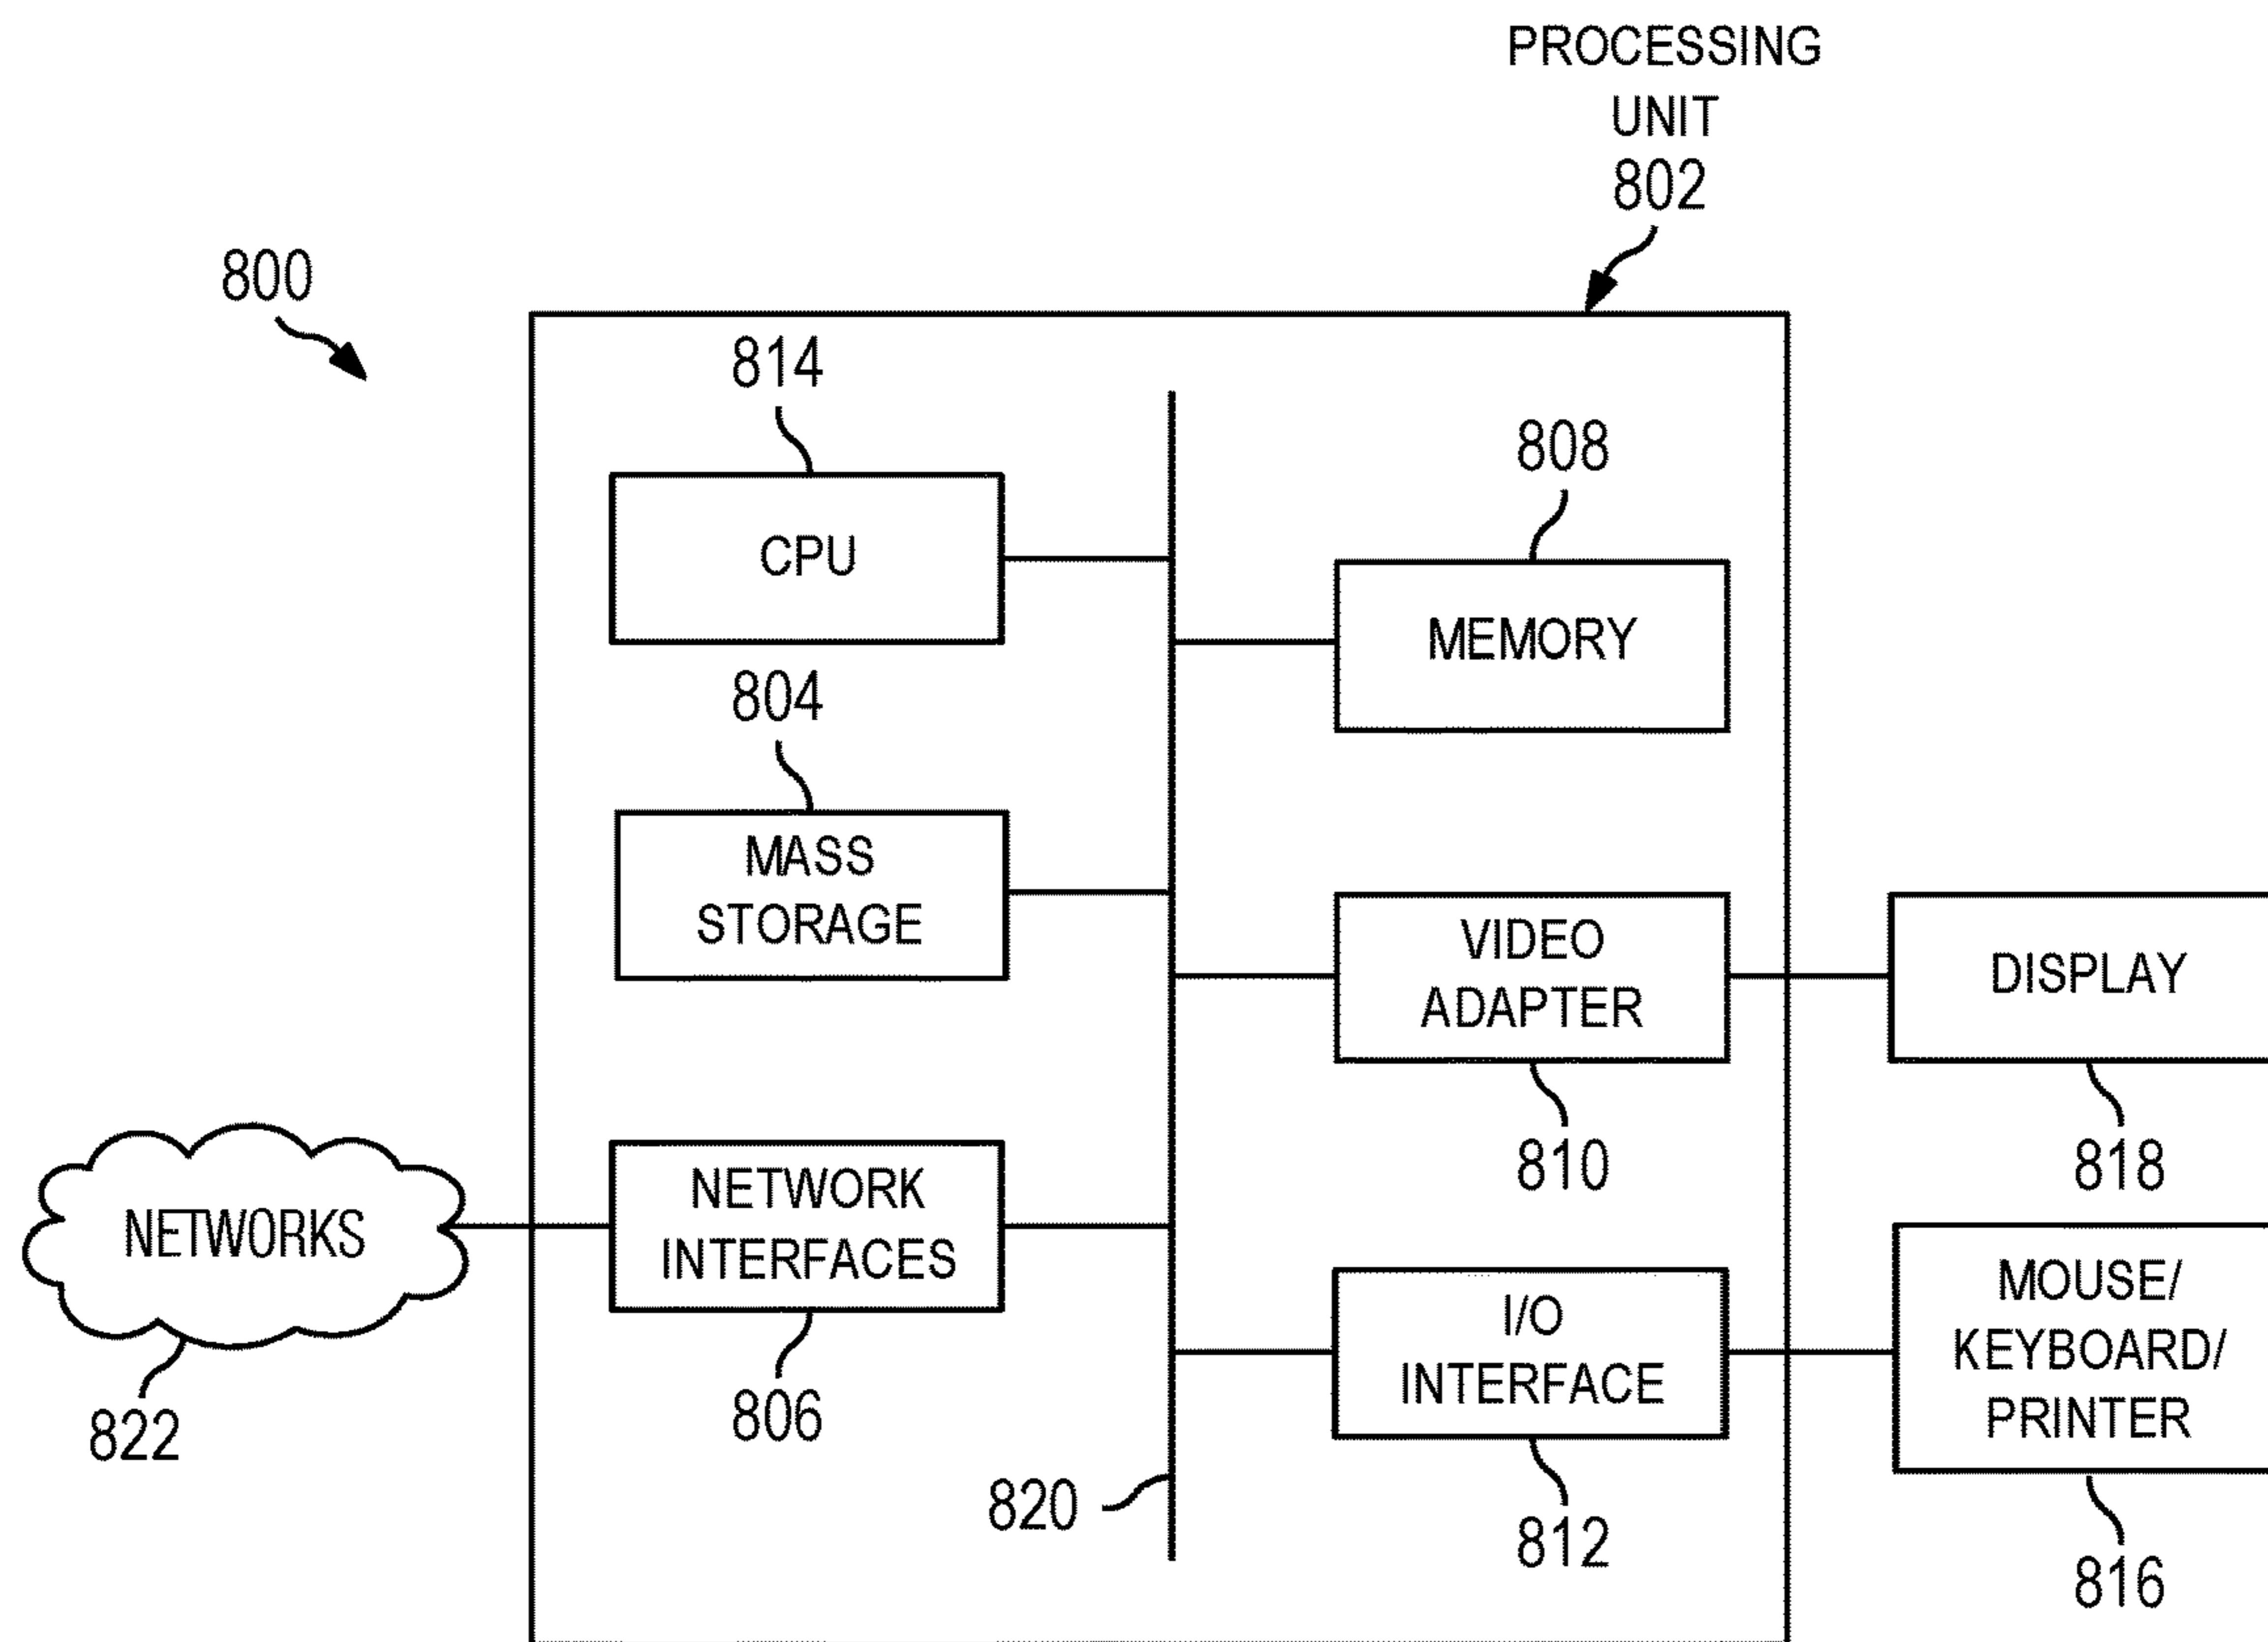 PROCESSING
UNIT
802
800
814
CPU
808
MEMORY
804
MASS
STORAGE
VIDEO
ADAPTER
810
DISPLAY
818
NETWORKS
822
NETWORK
INTERFACES
806
820
I/O
INTERFACE
812
MOUSE/
KEYBOARD/
PRINTER
816